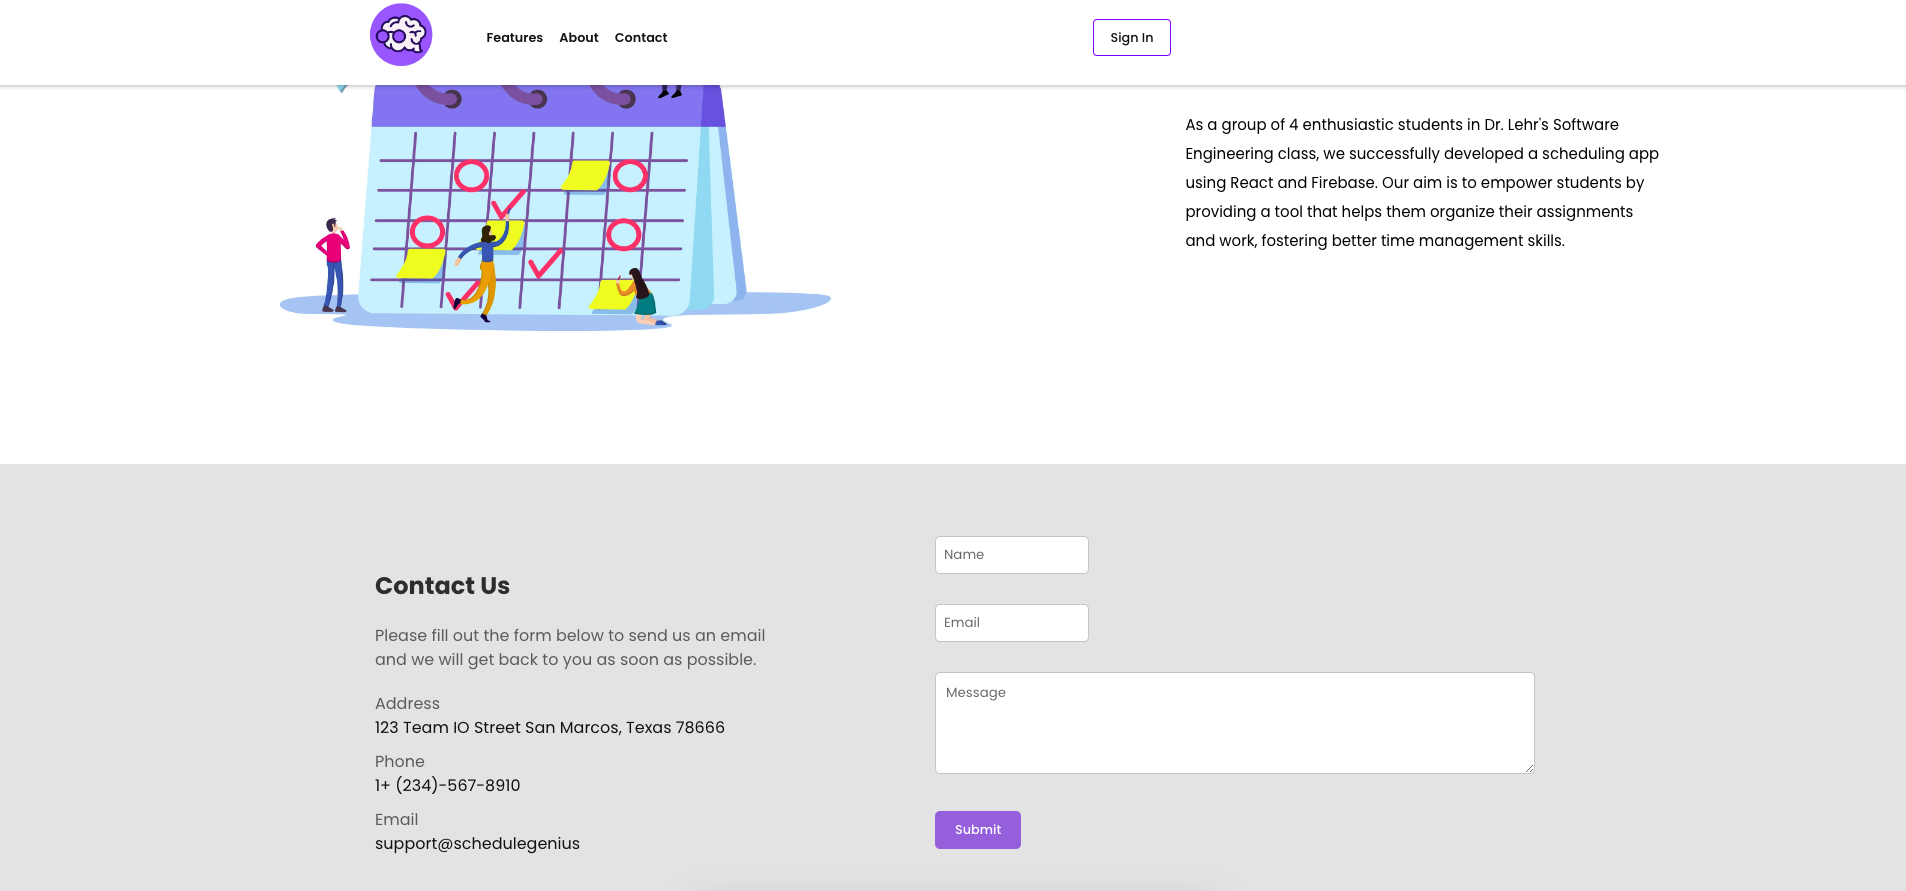 Features About Contact
Sign In
As a group of 4 enthusiastic students in Dr. Lehr's Software
Engineering class, we successfully developed a scheduling app
using React and Firebase. Our aim is to empower students by
providing a tool that helps them organize their assignments
and work, fostering better time management skills.
Contact Us
Please fill out the form below to send us an email
and we will get back to you as soon as possible.
Address
123 Team IO Street San Marcos, Texas 78666
Phone
1+ (234)-567-8910
Email
support@schedulegenius
Name
Email
Message
Submit